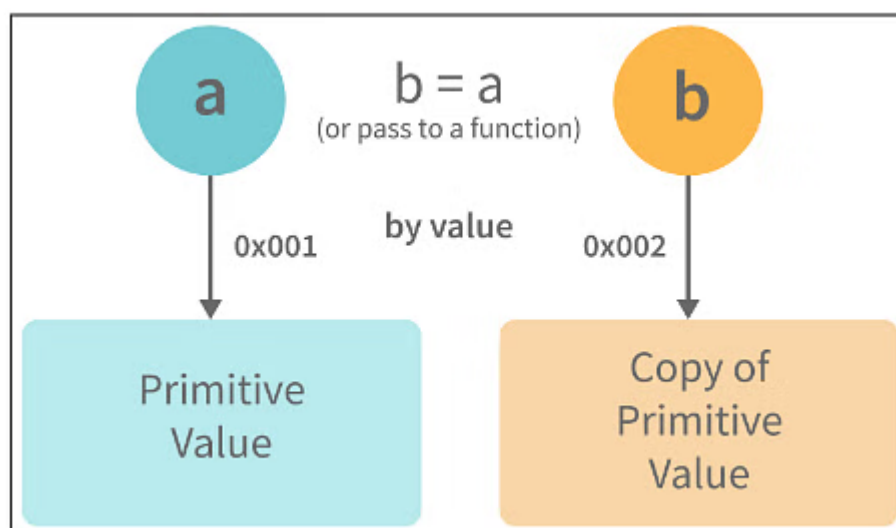 a
b = a
b
(or pass to a function)
by value
0x001
0x002
Primitive
Value
Copy of
Primitive
Value